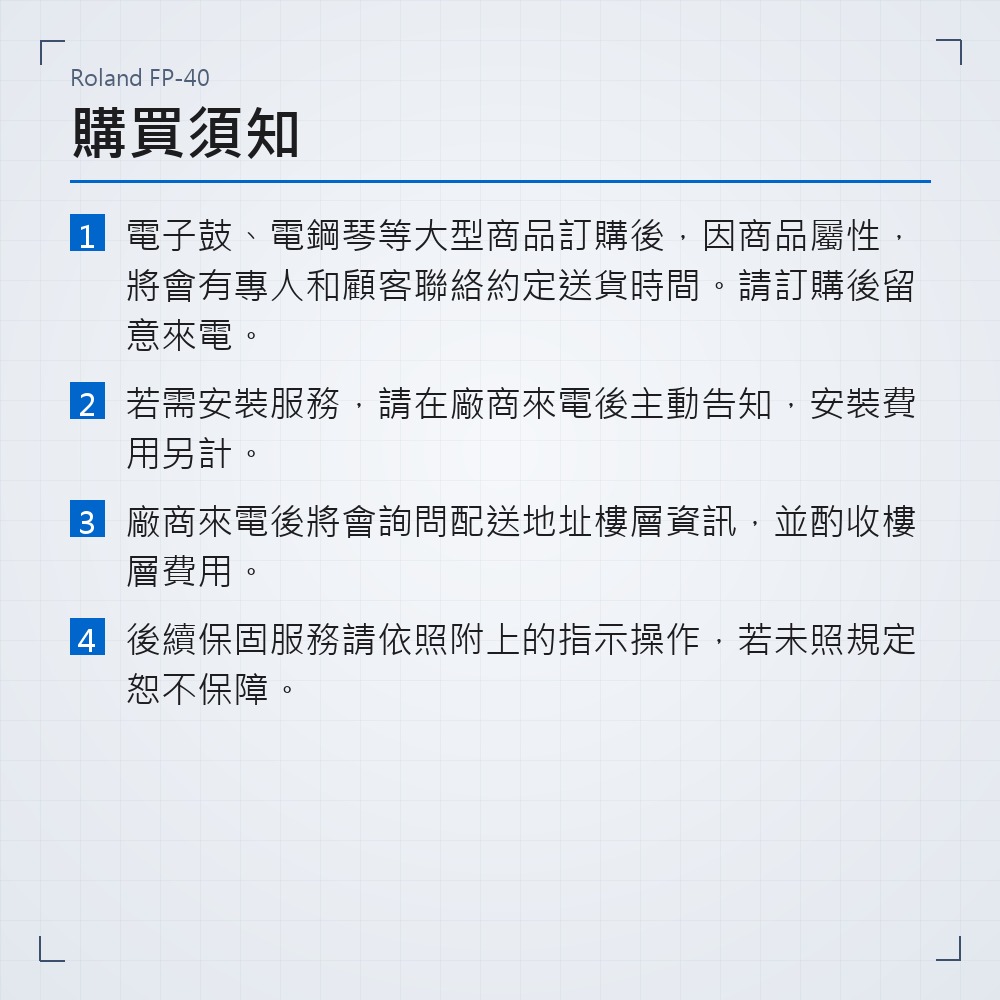 Roland FP-40
購買須知
1 電子鼓、電鋼琴等大型商品訂購後，因商品屬性，
將會有專人和顧客聯絡約定送貨時間。請訂購後留
意來電。
2 若需安裝服務，請在廠商來電後主動告知，安裝費
用另計。
3 廠商來電後將會詢問配送地址樓層資訊，並酌收樓
層費用。
4 後續保固服務請依照附上的指示操作，若未照規定
恕不保障。